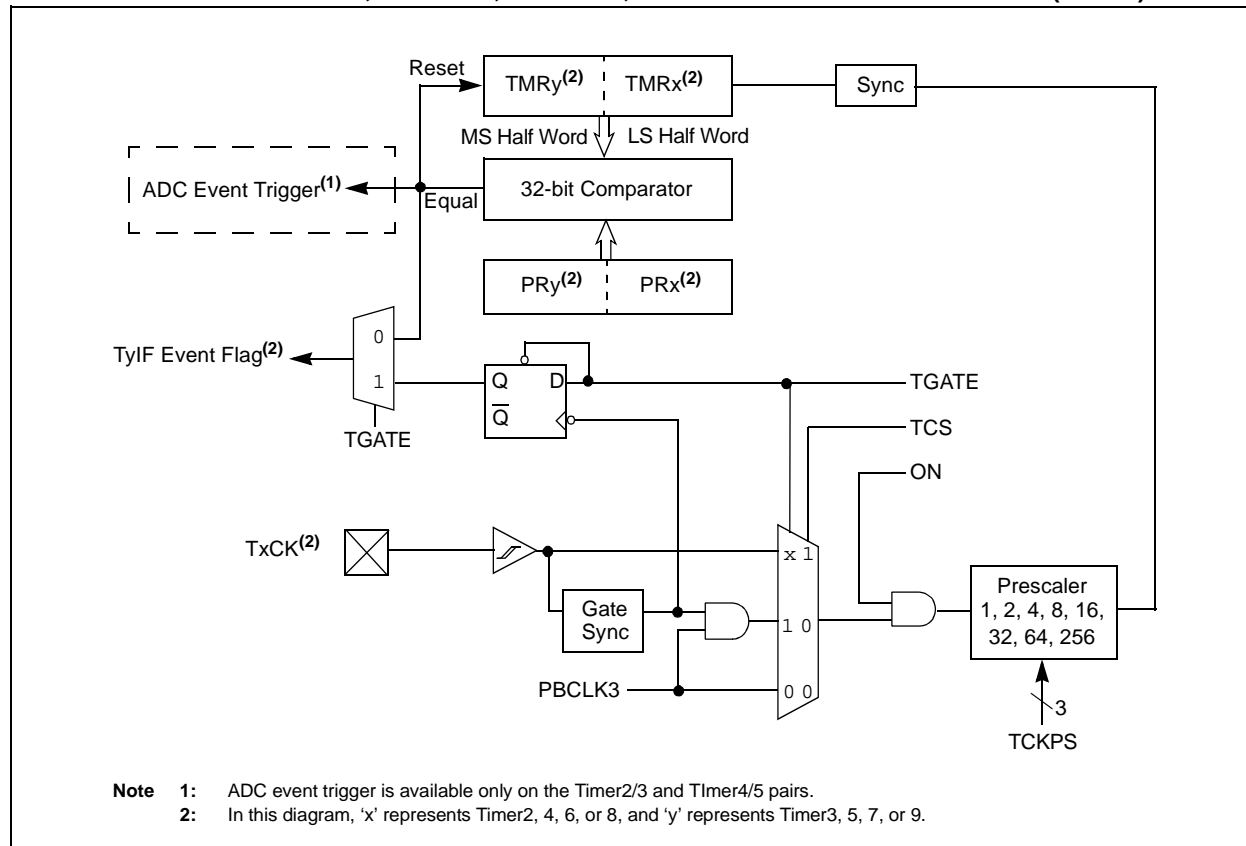 Reset
TMRy(2) TMRx(2)
Sync
MS Half Word LS Half Word
ADC Event Trigger(1)
Equal
32-bit Comparator
PRy(2) PRx(2)
0
TyIF Event Flag(2)
1
Q D
Q
TGATE
TGATE
TCS
ON
TxCK(2)
x 1
Gate
Sync
1 0
Prescaler
1, 2, 4, 8, 16,
32, 64, 256
PBCLK3
0 0
3
TCKPS
Note 1: ADC event trigger is available only on the Timer2/3 and TImer4/5 pairs.
2: In this diagram, ‘x’ represents Timer2, 4, 6, or 8, and ‘y’ represents Timer3, 5, 7, or 9.